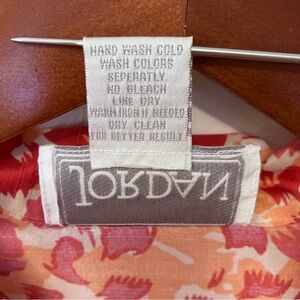 HAND WASH COLD
WASH COLORS
SEPERATLY
NO BLEACH
LINE DRY
WARM IRON IF NEEDED
DRY CLEAN
FOR BETTER RESULT
JORDAN